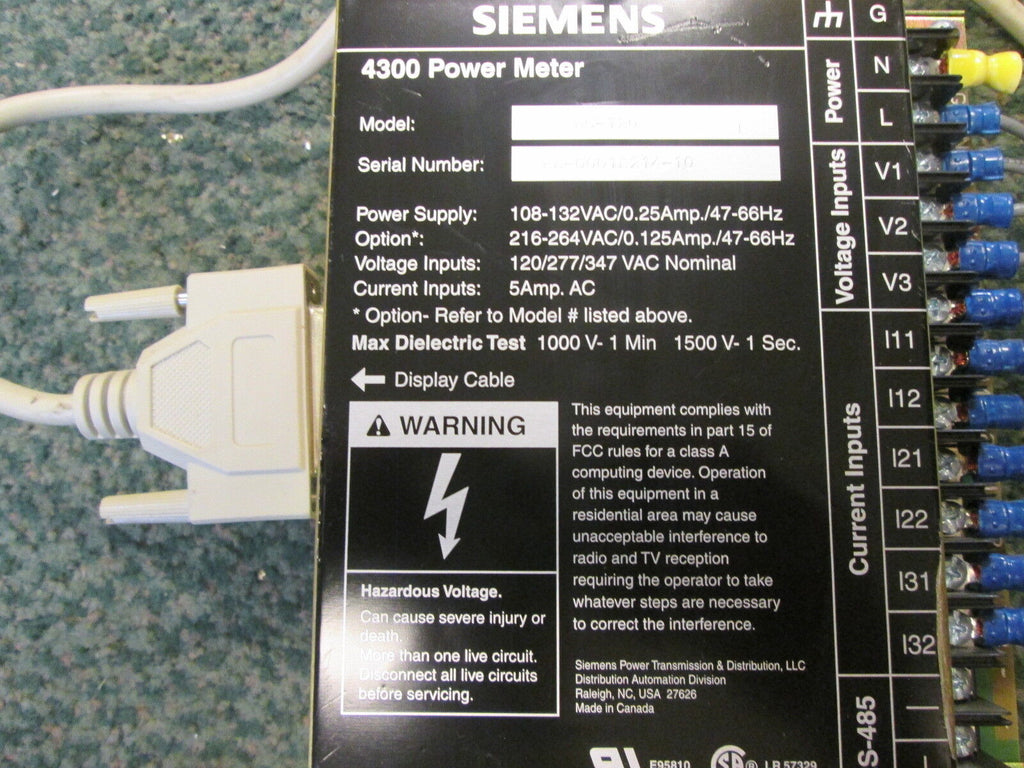 SIEMENS
4300 Power Meter
Model:
Serial Number:
Power Supply: 108-132VAC/0.25Amp./47-66Hz
Option*: 216-264VAC/0.125Amp./47-66Hz
Voltage Inputs: 120/277/347 VAC Nominal
Current Inputs: 5Amp. AC
* Option- Refer to Model # listed above.
Max Dielectric Test 1000 V- 1 Min 1500 V- 1 Sec.
Display Cable
WARNING
Hazardous Voltage.
Can cause severe injury or
death.
More than one live circuit.
Disconnect all live circuits
before servicing.
This equipment complies with
the requirements in part 15 of
FCC rules for a class A
computing device. Operation
of this equipment in a
residential area may cause
unacceptable interference to
radio and TV reception
requiring the operator to take
whatever steps are necessary
to correct the interference.
Siemens Power Transmission & Distribution, LLC
Distribution Automation Division
Raleigh, NC, USA 27626
Made in Canada
E95810
LR 57329
G
Power
N
L
Voltage Inputs
V1
V2
V3
Current Inputs
I11
I12
I21
I22
I31
I32
S-485